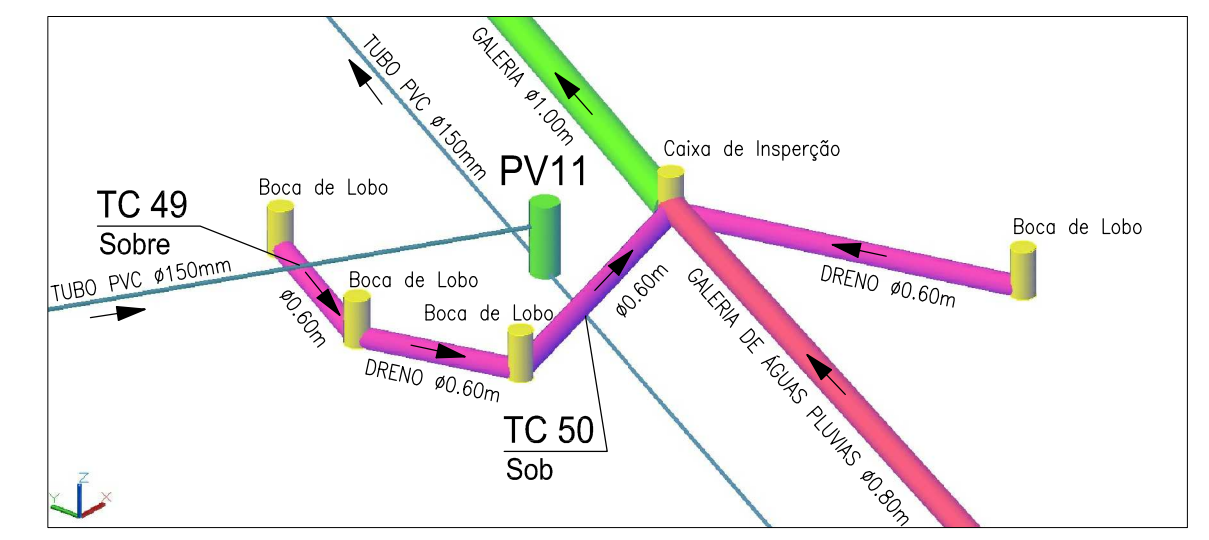 TUBO PVC ø150mm
GALERIA ø1.00m
Caixa de Insperção
PV11
Boca de Lobo
TC 49
Sobre
Boca de Lobo
TUBO PVC ø150mm
Boca de Lobo
ø0.60m
Boca de Lobo
ø0.60m
DRENO ø0.60m
GALERIA DE ÁGUAS PLUVIAS ø0.80m
DRENO ø0.60m
TC 50
Sob
Z
Y
X